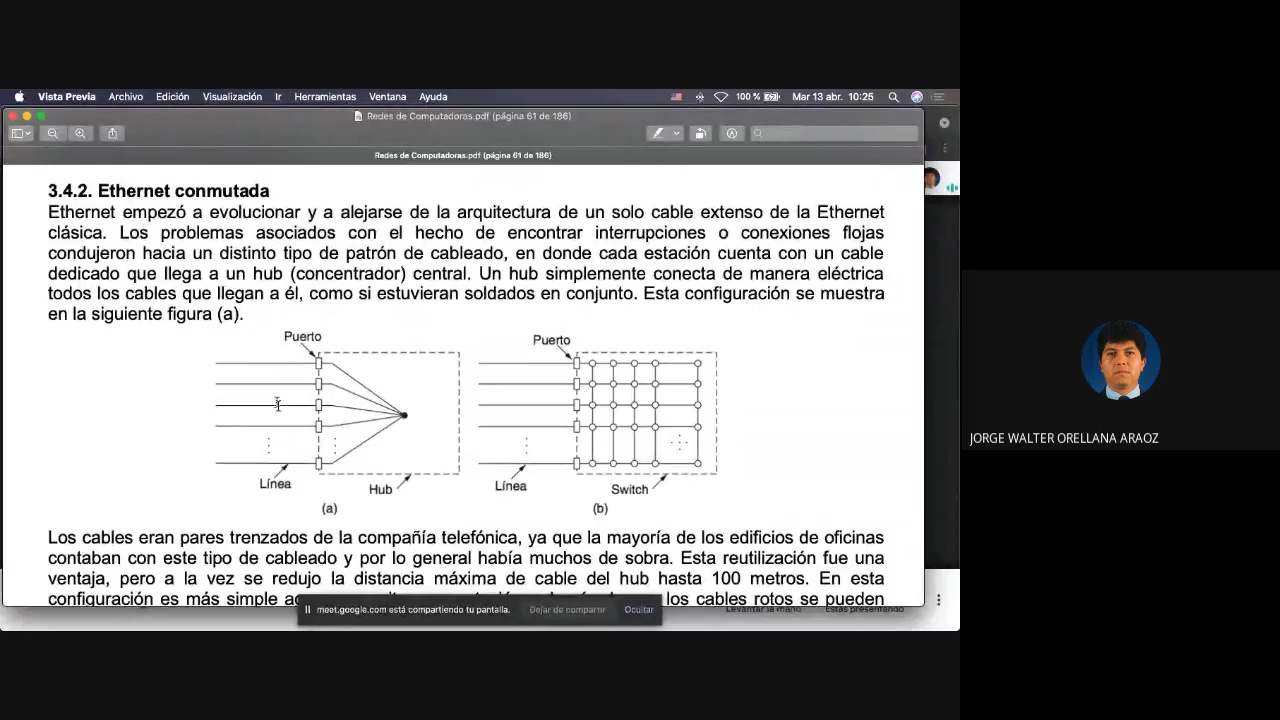 Vista Previa Archivo Edición Visualización Ir Herramientas Ventana Ayuda 100 % Mar 13 abr. 10:25
Redes de Computadoras.pdf (página 61 de 186)
Redes de Computadoras.pdf (página 61 de 186)
3.4.2. Ethernet conmutada
Ethernet empezó a evolucionar y a alejarse de la arquitectura de un solo cable extenso de la Ethernet
clásica. Los problemas asociados con el hecho de encontrar interrupciones o conexiones flojas
condujeron hacia un distinto tipo de patrón de cableado, en donde cada estación cuenta con un cable
dedicado que llega a un hub (concentrador) central. Un hub simplemente conecta de manera eléctrica
todos los cables que llegan a él, como si estuvieran soldados en conjunto. Esta configuración se muestra
en la siguiente figura (a).
Puerto
Línea
Hub
(a)
Puerto
Línea
Switch
(b)
Los cables eran pares trenzados de la compañía telefónica, ya que la mayoría de los edificios de oficinas
contaban con este tipo de cableado y por lo general había muchos de sobra. Esta reutilización fue una
ventaja, pero a la vez se redujo la distancia máxima de cable del hub hasta 100 metros. En esta
configuración es más simple los cables rotos se pueden
meet.google.com está compartiendo tu pantalla. Dejar de compartir Ocultar
Levantar la mano Estás presentando
JORGE WALTER ORELLANA ARAOZ